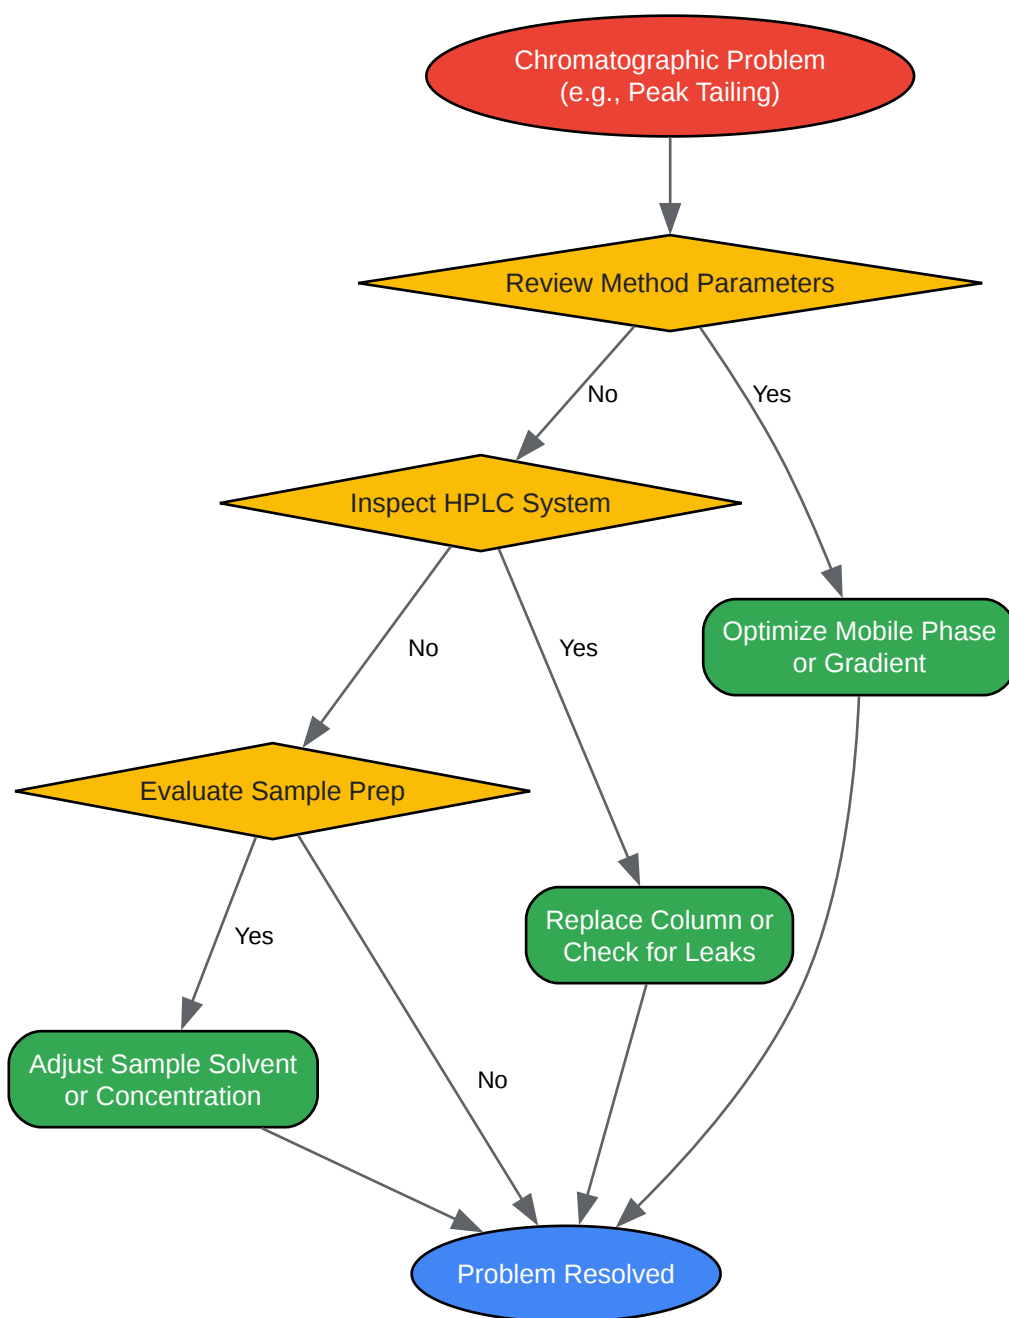 Chromatographic Problem
(e.g., Peak Tailing)
Review Method Parameters
No
Yes
Inspect HPLC System
No
Yes
Optimize Mobile Phase
or Gradient
Evaluate Sample Prep
Yes
No
Replace Column or
Check for Leaks
Adjust Sample Solvent
or Concentration
Problem Resolved